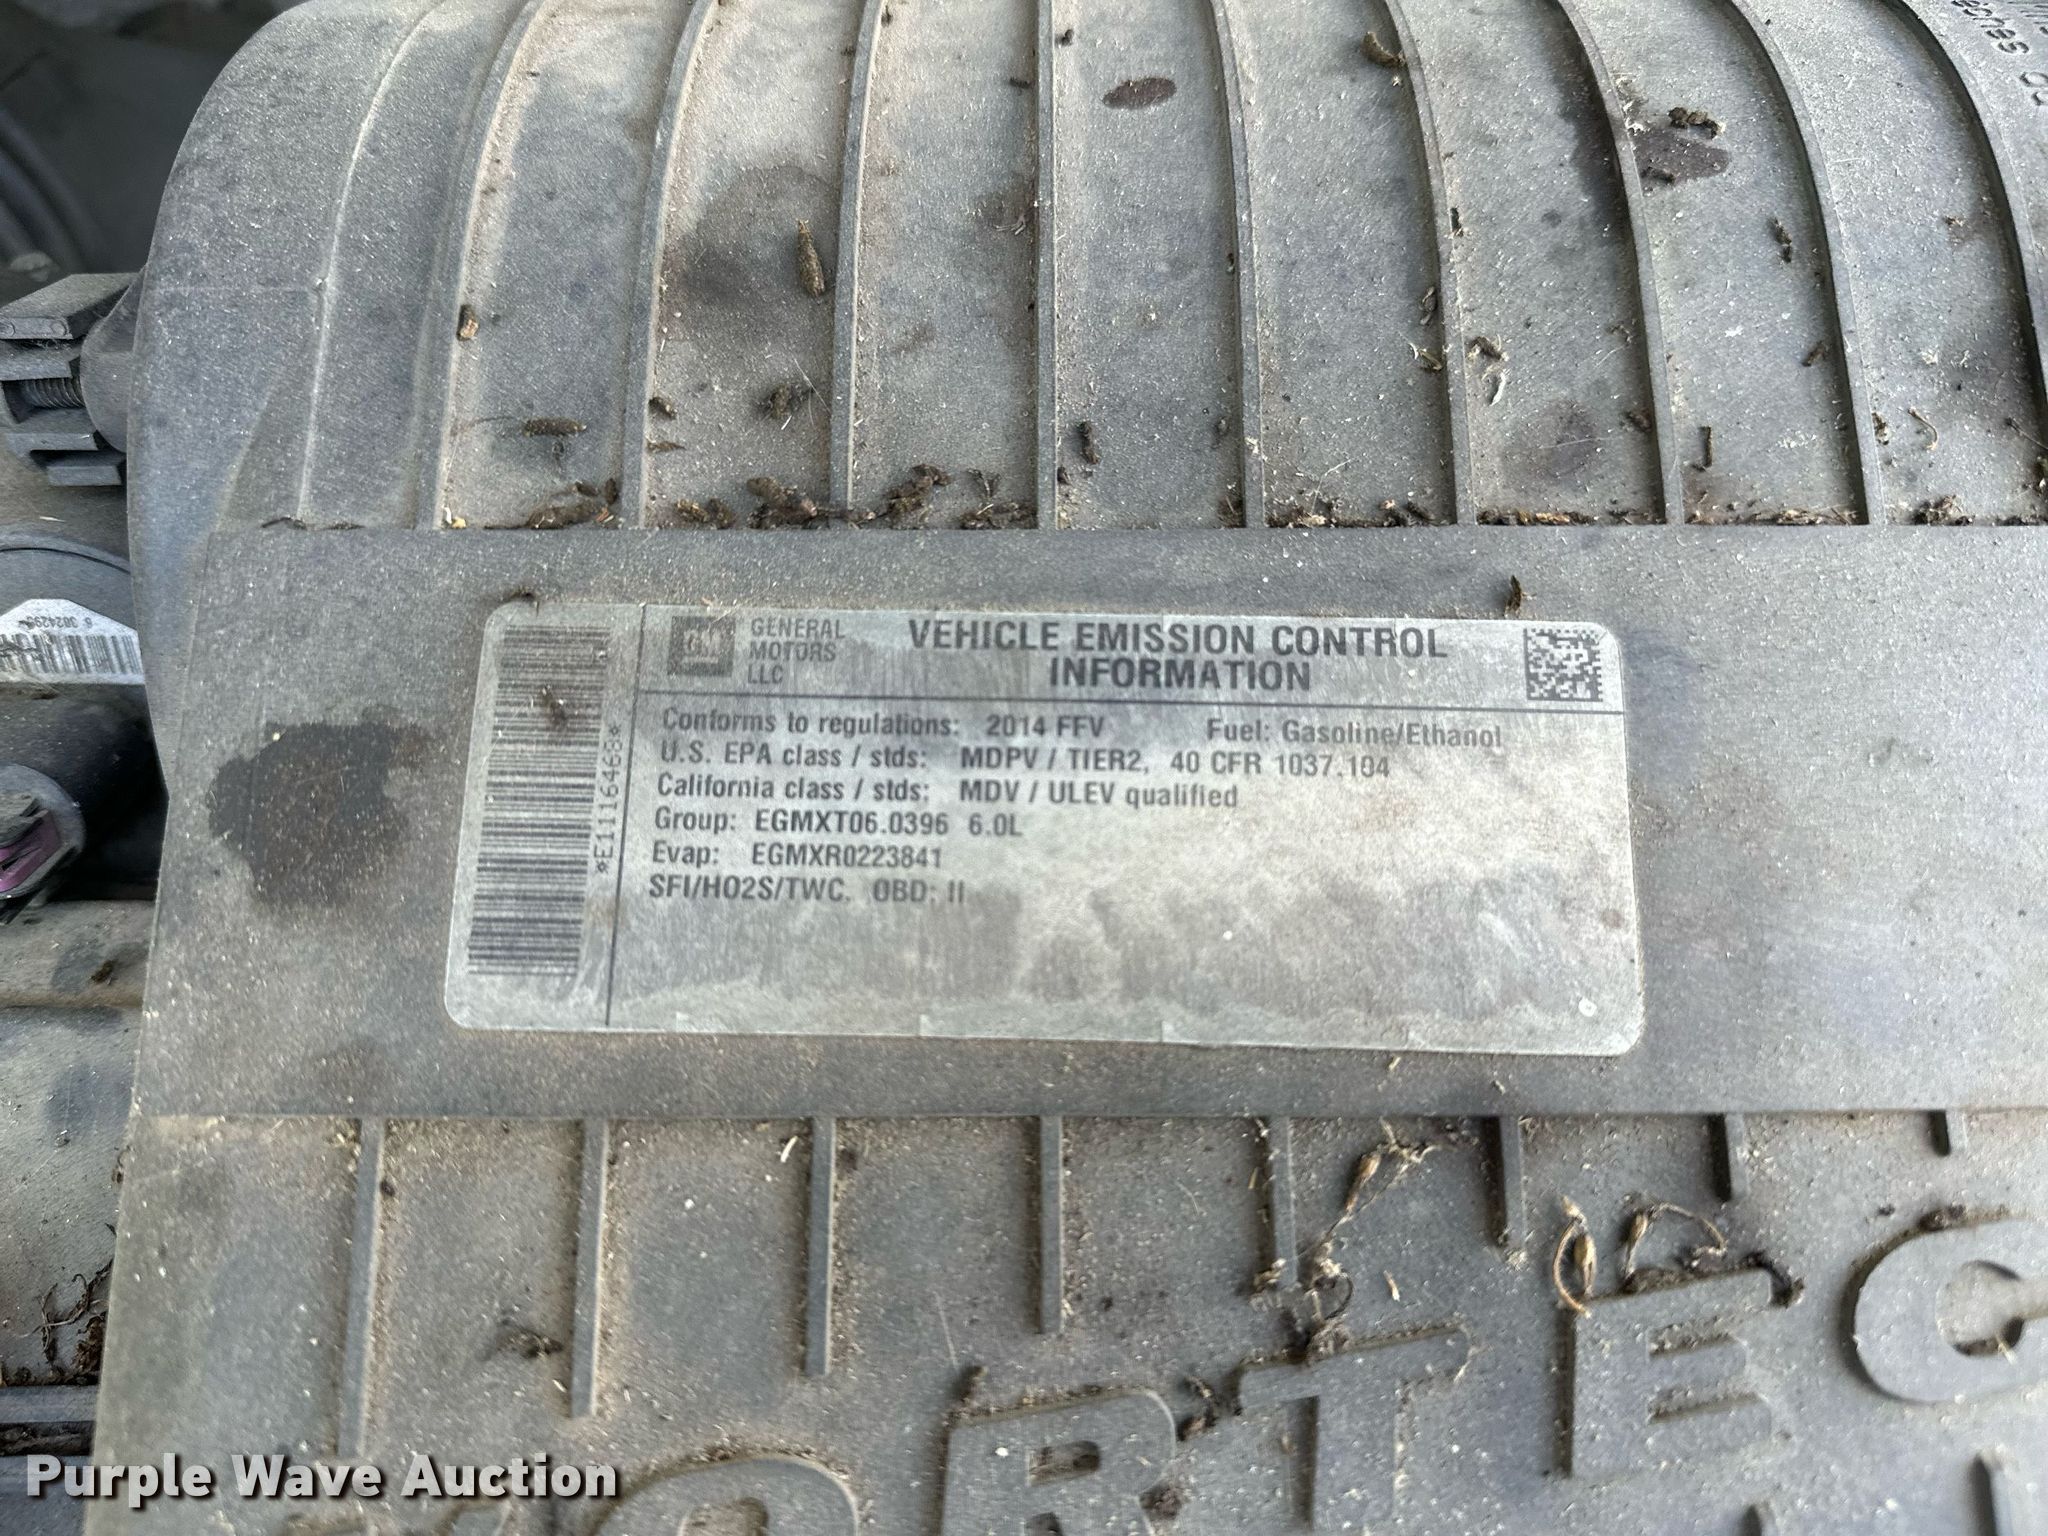 GM
GENERAL
MOTORS
LLC
VEHICLE EMISSION CONTROL
INFORMATION
Conforms to regulations: 2014 FFV Fuel: Gasoline/Ethanol
U.S. EPA class / stds: MDPV / TIER2, 40 CFR 1037.104
California class / stds: MDV / ULEV qualified
Group: EGMXT06.0396 6.0L
Evap: EGMXR0223841
SFI/HO2S/TWC. OBD: II
*E1116468*
ORTEC
Purple Wave Auction